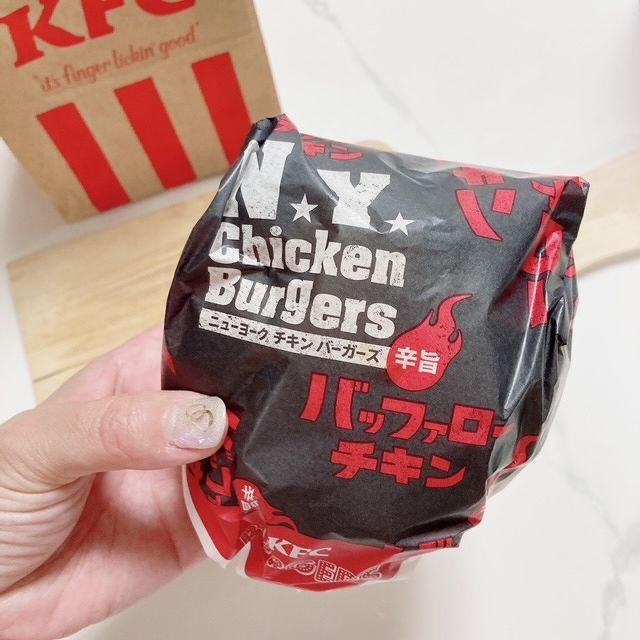 KFC
"it's finger lickin' good"
N.Y.
Chicken
Burgers
ニューヨーク チキン バーガーズ
辛旨
バッファロー
チキン
チキン
KFC